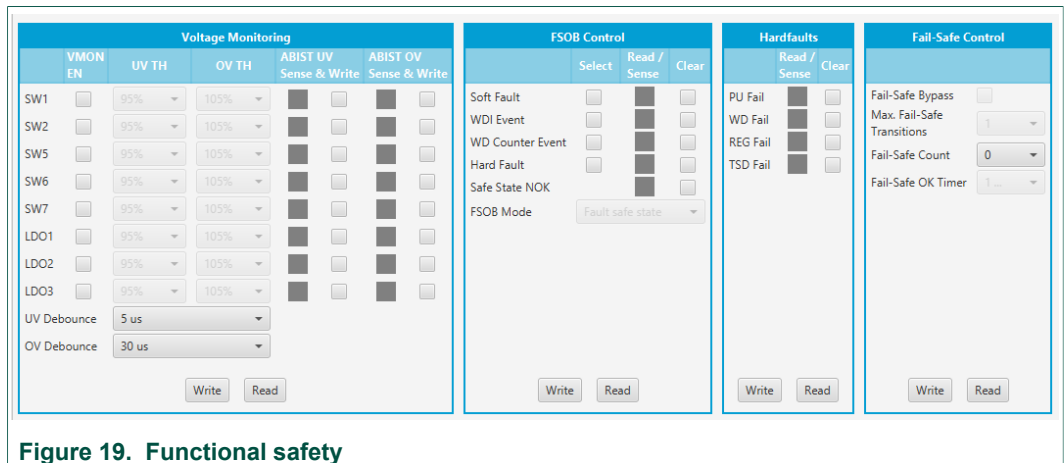 Voltage Monitoring
VMON EN UV TH OV TH ABIST UV Sense & Write ABIST OV Sense & Write
SW1 95% 105%
SW2 95% 105%
SW5 95% 105%
SW6 95% 105%
SW7 95% 105%
LDO1 95% 105%
LDO2 95% 105%
LDO3 95% 105%
UV Debounce 5 us
OV Debounce 30 us
Write Read
FSOB Control
Select Read / Sense Clear
Soft Fault
WDI Event
WD Counter Event
Hard Fault
Safe State NOK
FSOB Mode Fault safe state
Write Read
Hardfaults
Read / Sense Clear
PU Fail
WD Fail
REG Fail
TSD Fail
Write Read
Fail-Safe Control
Fail-Safe Bypass
Max. Fail-Safe
Transitions 1
Fail-Safe Count 0
Fail-Safe OK Timer 1 ...
Write Read
Figure 19. Functional safety